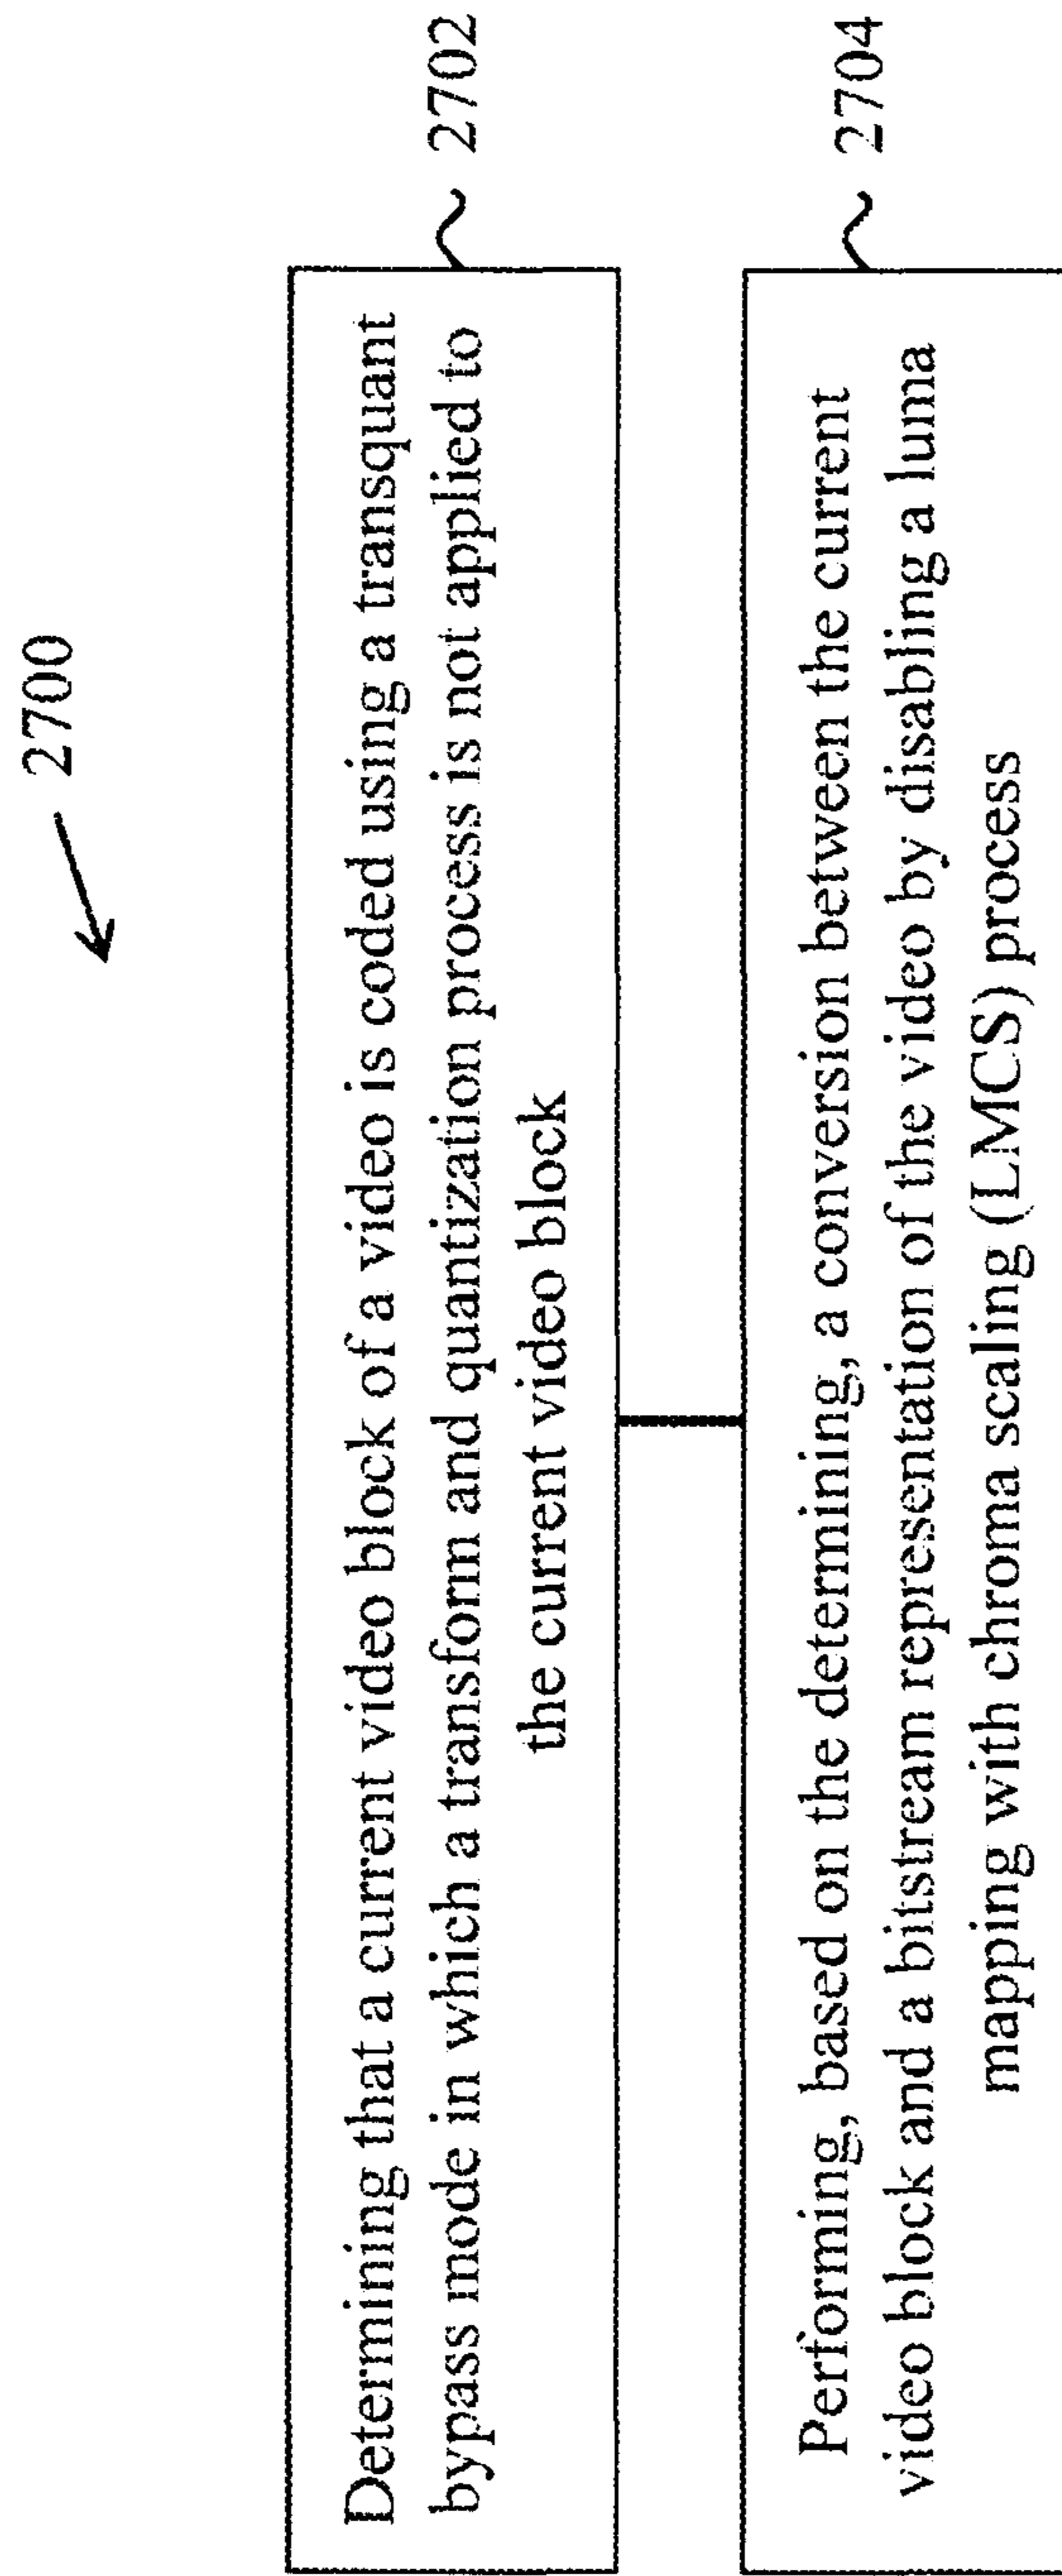 2700
Determining that a current video block of a video is coded using a transquant
bypass mode in which a transform and quantization process is not applied to
the current video block
2702
Performing, based on the determining, a conversion between the current
video block and a bitstream representation of the video by disabling a luma
mapping with chroma scaling (LMCS) process
2704